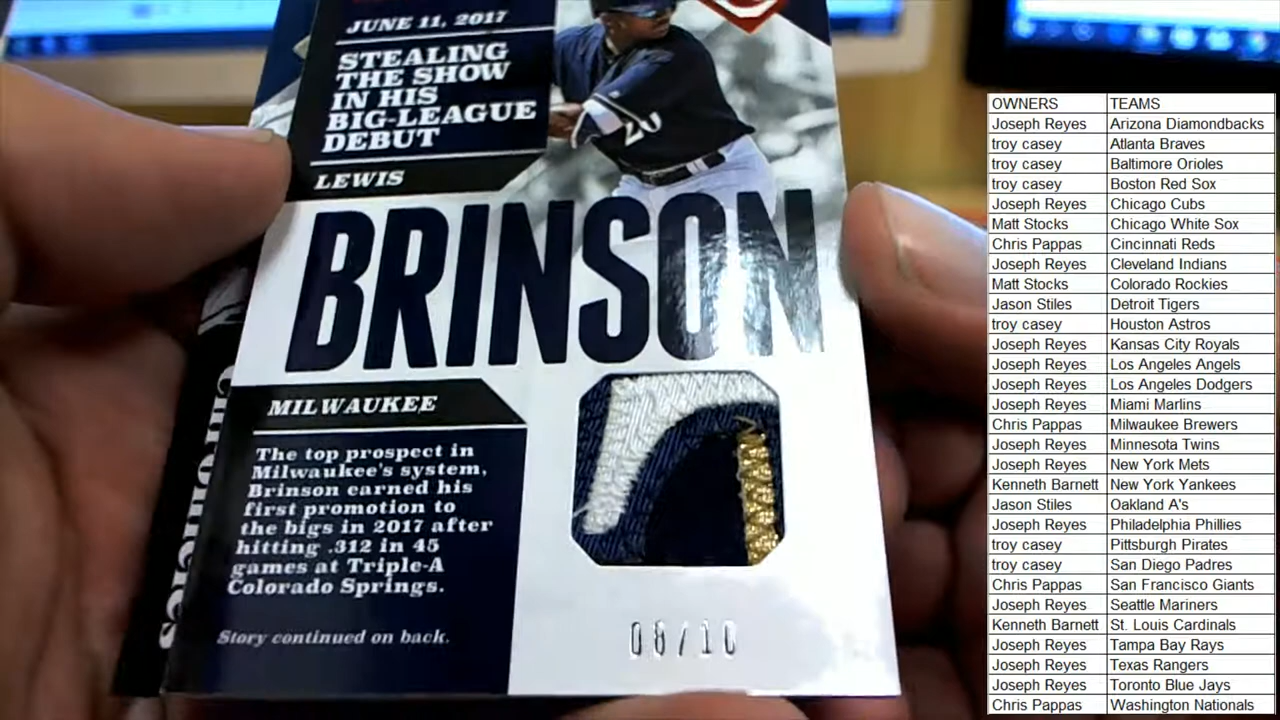 JUNE 11, 2017
STEALING
THE SHOW
IN HIS
BIG-LEAGUE
DEBUT
LEWIS
BRINSON
20
MILWAUKEE
The top prospect in
Milwaukee's system,
Brinson earned his
first promotion to
the bigs in 2017 after
hitting .312 in 45
games at Triple-A
Colorado Springs.
Story continued on back.
08/10
chronicles
OWNERS TEAMS
Joseph Reyes Arizona Diamondbacks
troy casey Atlanta Braves
troy casey Baltimore Orioles
troy casey Boston Red Sox
Joseph Reyes Chicago Cubs
Matt Stocks Chicago White Sox
Chris Pappas Cincinnati Reds
Joseph Reyes Cleveland Indians
Matt Stocks Colorado Rockies
Jason Stiles Detroit Tigers
troy casey Houston Astros
Joseph Reyes Kansas City Royals
Joseph Reyes Los Angeles Angels
Joseph Reyes Los Angeles Dodgers
Joseph Reyes Miami Marlins
Chris Pappas Milwaukee Brewers
Joseph Reyes Minnesota Twins
Joseph Reyes New York Mets
Kenneth Barnett New York Yankees
Jason Stiles Oakland A's
Joseph Reyes Philadelphia Phillies
troy casey Pittsburgh Pirates
troy casey San Diego Padres
Chris Pappas San Francisco Giants
Joseph Reyes Seattle Mariners
Kenneth Barnett St. Louis Cardinals
Joseph Reyes Tampa Bay Rays
Joseph Reyes Texas Rangers
Joseph Reyes Toronto Blue Jays
Chris Pappas Washington Nationals